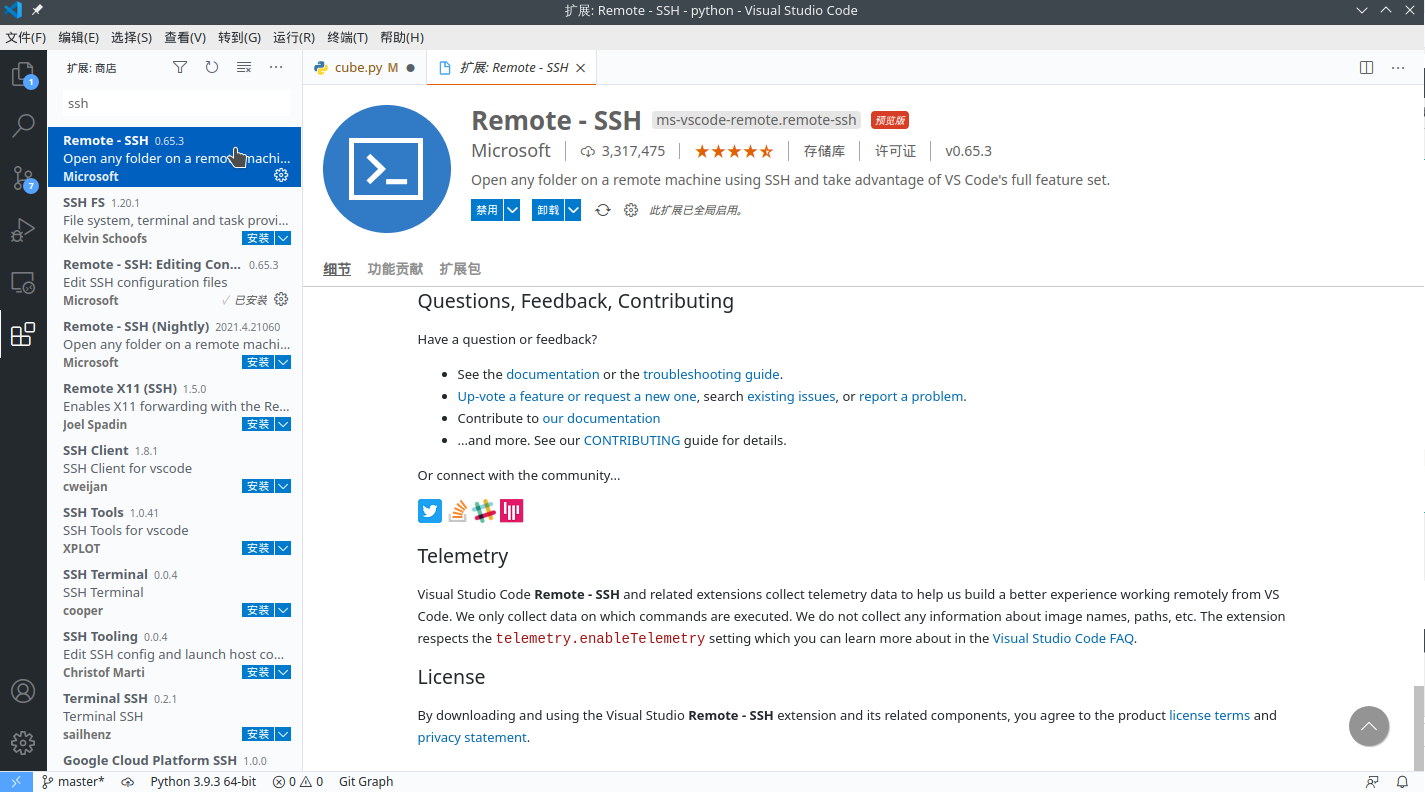 扩展: Remote - SSH - python - Visual Studio Code
文件(F) 编辑(E) 选择(S) 查看(V) 转到(G) 运行(R) 终端(T) 帮助(H)
扩展: 商店
ssh
Remote - SSH 0.65.3
Open any folder on a remote machi...
Microsoft
SSH FS 1.20.1
File system, terminal and task provi...
Kelvin Schoofs 安装
Remote - SSH: Editing Con... 0.65.3
Edit SSH configuration files
Microsoft ✓ 已安装
Remote - SSH (Nightly) 2021.4.21060
Open any folder on a remote machi...
Microsoft 安装
Remote X11 (SSH) 1.5.0
Enables X11 forwarding with the Re...
Joel Spadin 安装
SSH Client 1.8.1
SSH Client for vscode
cweijan 安装
SSH Tools 1.0.41
SSH Tools for vscode
XPLOT 安装
SSH Terminal 0.0.4
SSH Terminal
cooper 安装
SSH Tooling 0.0.4
Edit SSH config and launch host co...
Christof Marti 安装
Terminal SSH 0.2.1
Terminal SSH
sailhenz 安装
Google Cloud Platform SSH 1.0.0
1
7
cube.py M ●
扩展: Remote - SSH
Remote - SSH ms-vscode-remote.remote-ssh 预览版
Microsoft 3,317,475 存储库 许可证 v0.65.3
Open any folder on a remote machine using SSH and take advantage of VS Code's full feature set.
禁用 卸载 此扩展已全局启用。
细节 功能贡献 扩展包
Questions, Feedback, Contributing
Have a question or feedback?
• See the documentation or the troubleshooting guide.
• Up-vote a feature or request a new one, search existing issues, or report a problem.
• Contribute to our documentation
• ...and more. See our CONTRIBUTING guide for details.
Or connect with the community...
Telemetry
Visual Studio Code Remote - SSH and related extensions collect telemetry data to help us build a better experience working remotely from VS
Code. We only collect data on which commands are executed. We do not collect any information about image names, paths, etc. The extension
respects the telemetry.enableTelemetry setting which you can learn more about in the Visual Studio Code FAQ.
License
By downloading and using the Visual Studio Remote - SSH extension and its related components, you agree to the product license terms and
privacy statement.
master* Python 3.9.3 64-bit 0 0 Git Graph